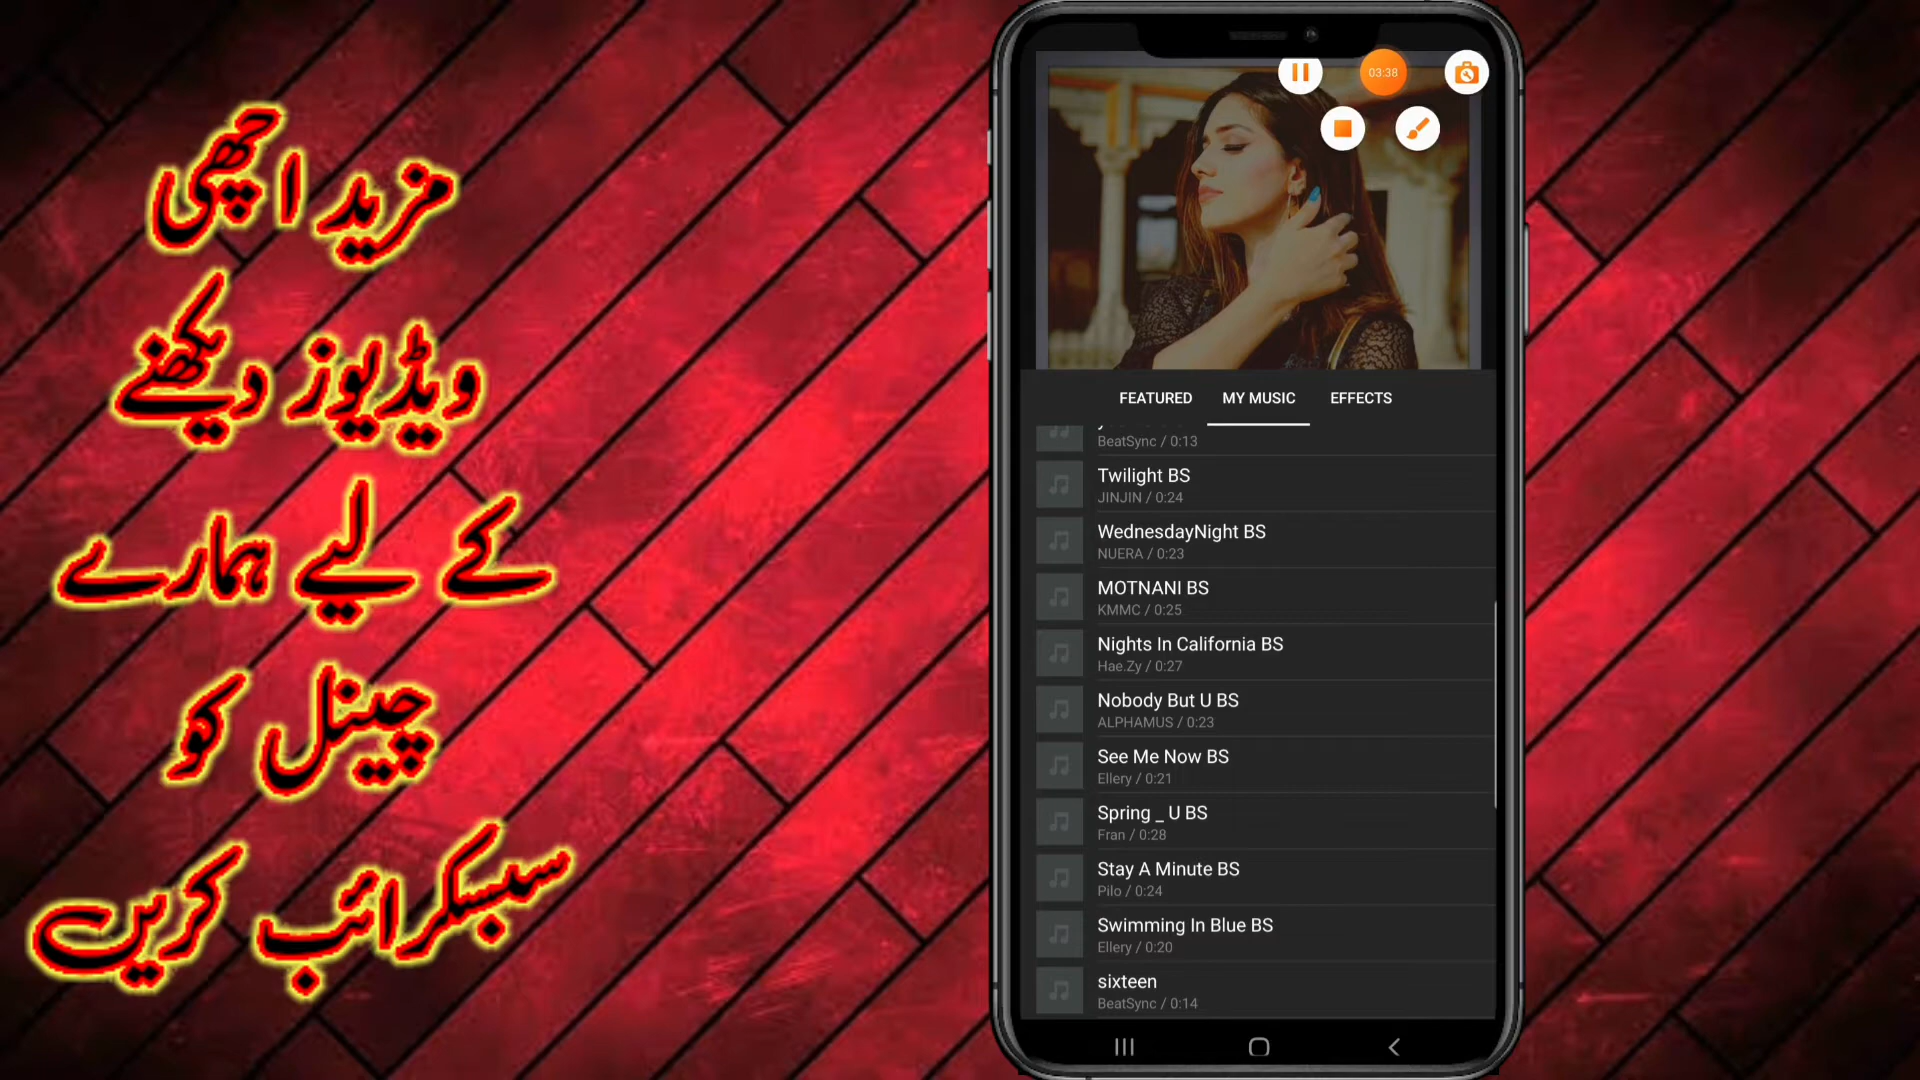 مزید اچھی
ویڈیوز دیکھنے
کے لیے ہمارے
چینل کو
سبسکرائب کریں
03:38
FEATURED MY MUSIC EFFECTS
BeatSync / 0:13
Twilight BS
JINJIN / 0:24
WednesdayNight BS
NUERA / 0:23
MOTNANI BS
KMMC / 0:25
Nights In California BS
Hae.Zy / 0:27
Nobody But U BS
ALPHAMUS / 0:23
See Me Now BS
Ellery / 0:21
Spring _ U BS
Fran / 0:28
Stay A Minute BS
Pilo / 0:24
Swimming In Blue BS
Ellery / 0:20
sixteen
BeatSync / 0:14